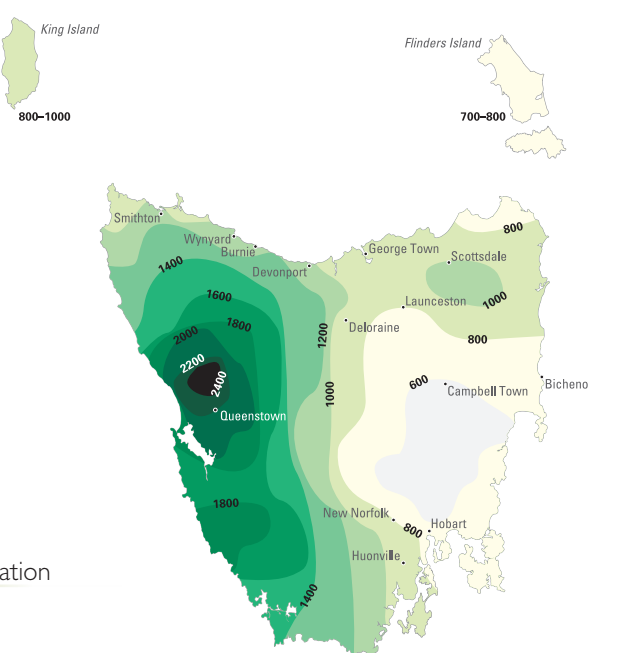 King Island
Flinders Island
800–1000
700–800
Smithton
800
Wynyard
George Town
Burnie
Scottsdale
1400
Devonport
1600
1000
Launceston
1800
Deloraine
2000
1200
800
2200
2400
600
Bicheno
Campbell Town
1000
Queenstown
1800
New Norfolk
800
Hobart
Huonville
ation
1400